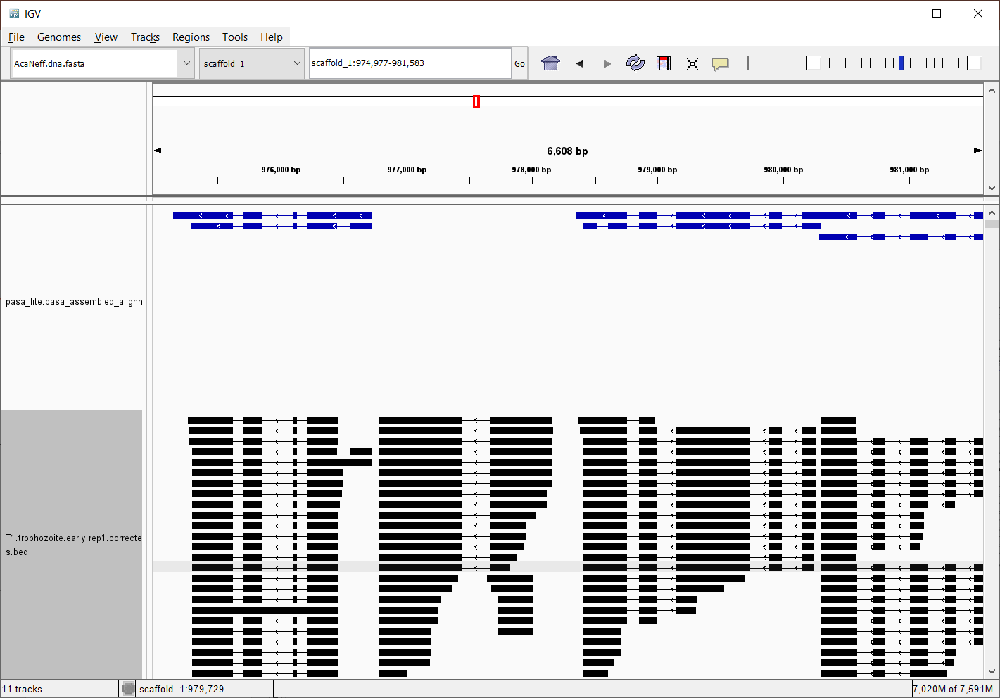 IGV
File Genomes View Tracks Regions Tools Help
AcaNeff.dna.fasta scaffold_1 scaffold_1:974,977-981,583 Go
6,608 bp
976,000 bp 977,000 bp 978,000 bp 979,000 bp 980,000 bp 981,000 bp
pasa_lite.pasa_assembled_alignn
T1.trophozoite.early.rep1.correcte
s.bed
11 tracks scaffold_1:979,729 7,020M of 7,591M